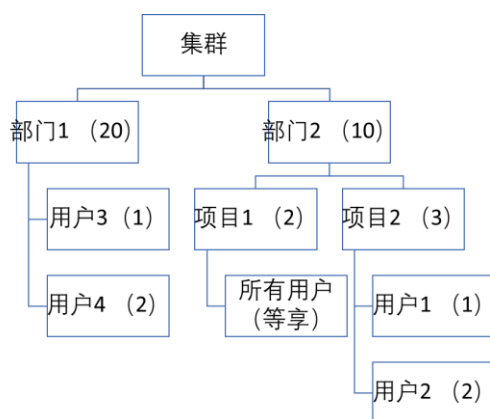 集群
部门1 （20）
部门2（10）
用户3（1）
项目1（2）
项目2 （3）
用户4（2）
所有用户
（等享）
用户1（1）
用户2（2）